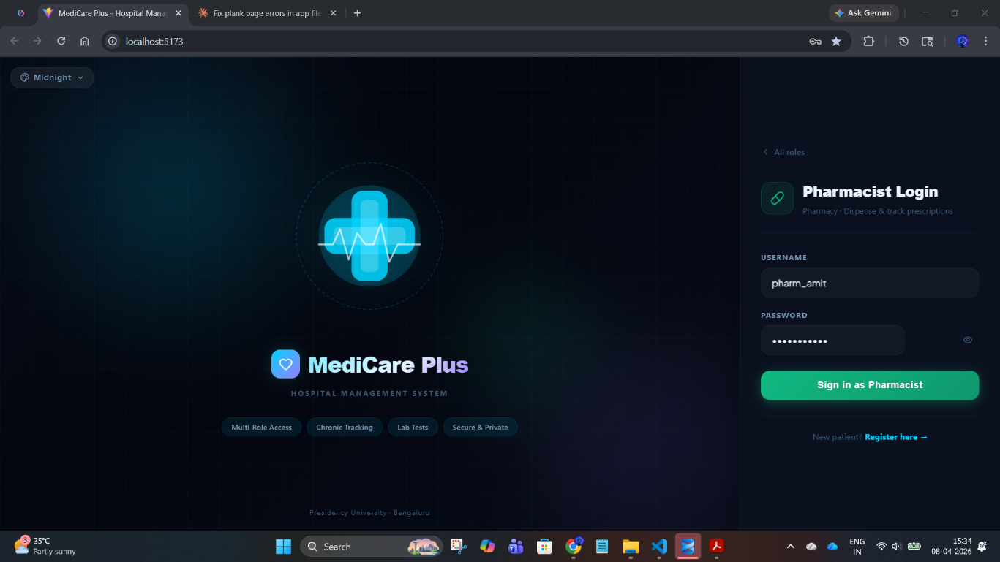 MediCare Plus - Hospital Mana
Fix plank page errors in app file
Ask Gemini
localhost:5173
Midnight
All roles
Pharmacist Login
Pharmacy · Dispense & track prescriptions
USERNAME
pharm_amit
PASSWORD
•••••••••••
Sign in as Pharmacist
New patient? Register here →
MediCare Plus
HOSPITAL MANAGEMENT SYSTEM
Multi-Role Access
Chronic Tracking
Lab Tests
Secure & Private
Presidency University · Bengaluru
3
35°C
Partly sunny
Search
ENG
IN
15:34
08-04-2026